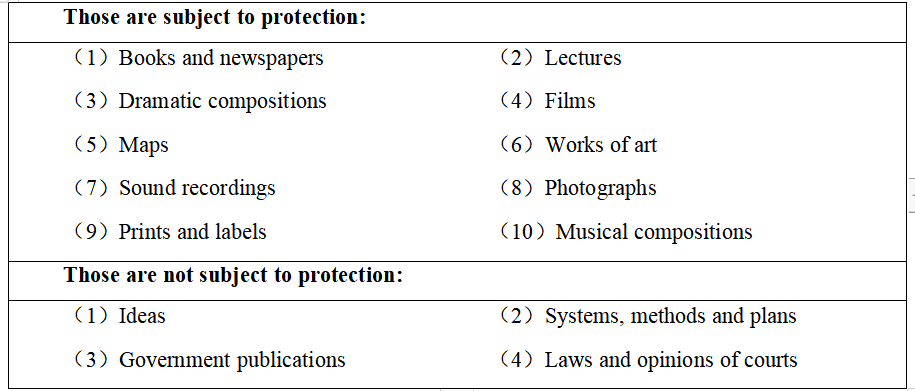 Those are subject to protection:
（1）Books and newspapers （2）Lectures
（3）Dramatic compositions （4）Films
（5）Maps （6）Works of art
（7）Sound recordings （8）Photographs
（9）Prints and labels （10）Musical compositions
Those are not subject to protection:
（1）Ideas （2）Systems, methods and plans
（3）Government publications （4）Laws and opinions of courts